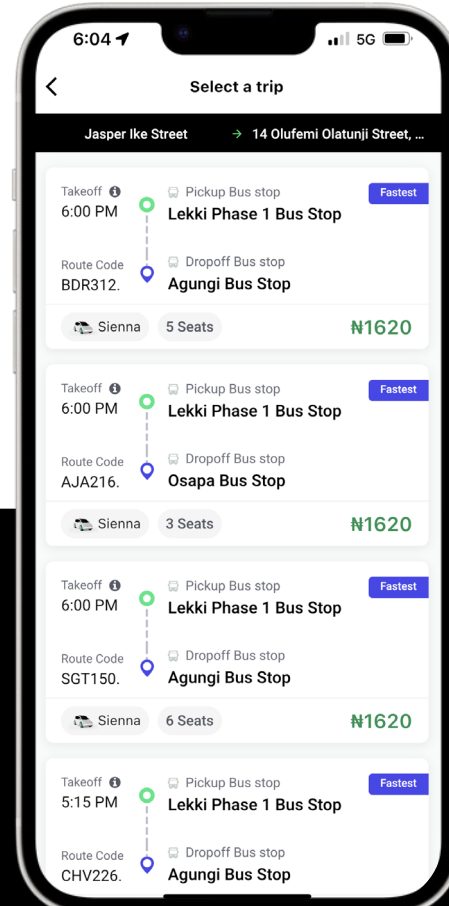 6:04
5G
Select a trip
Jasper Ike Street → 14 Olufemi Olatunji Street, ...
Takeoff Pickup Bus stop Fastest
6:00 PM Lekki Phase 1 Bus Stop
Route Code Dropoff Bus stop
BDR312. Agungi Bus Stop
Sienna 5 Seats ₦1620
Takeoff Pickup Bus stop Fastest
6:00 PM Lekki Phase 1 Bus Stop
Route Code Dropoff Bus stop
AJA216. Osapa Bus Stop
Sienna 3 Seats ₦1620
Takeoff Pickup Bus stop Fastest
6:00 PM Lekki Phase 1 Bus Stop
Route Code Dropoff Bus stop
SGT150. Agungi Bus Stop
Sienna 6 Seats ₦1620
Takeoff Pickup Bus stop Fastest
5:15 PM Lekki Phase 1 Bus Stop
Route Code Dropoff Bus stop
CHV226. Agungi Bus Stop